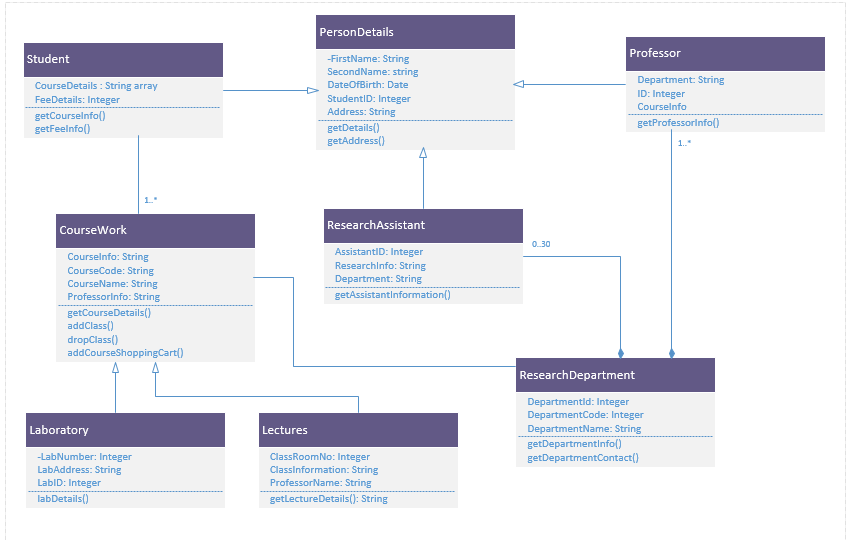 PersonDetails
-FirstName: String
SecondName: string
DateOfBirth: Date
StudentID: Integer
Address: String
getDetails()
getAddress()
Student
CourseDetails : String array
FeeDetails: Integer
getCourseInfo()
getFeeInfo()
Professor
Department: String
ID: Integer
CourseInfo
getProfessorInfo()
1..*
1..*
CourseWork
CourseInfo: String
CourseCode: String
CourseName: String
ProfessorInfo: String
getCourseDetails()
addClass()
dropClass()
addCourseShoppingCart()
ResearchAssistant
AssistantID: Integer
ResearchInfo: String
Department: String
getAssistantInformation()
0..30
ResearchDepartment
DepartmentId: Integer
DepartmentCode: Integer
DepartmentName: String
getDepartmentInfo()
getDepartmentContact()
Laboratory
-LabNumber: Integer
LabAddress: String
LabID: Integer
labDetails()
Lectures
ClassRoomNo: Integer
ClassInformation: String
ProfessorName: String
getLectureDetails(): String